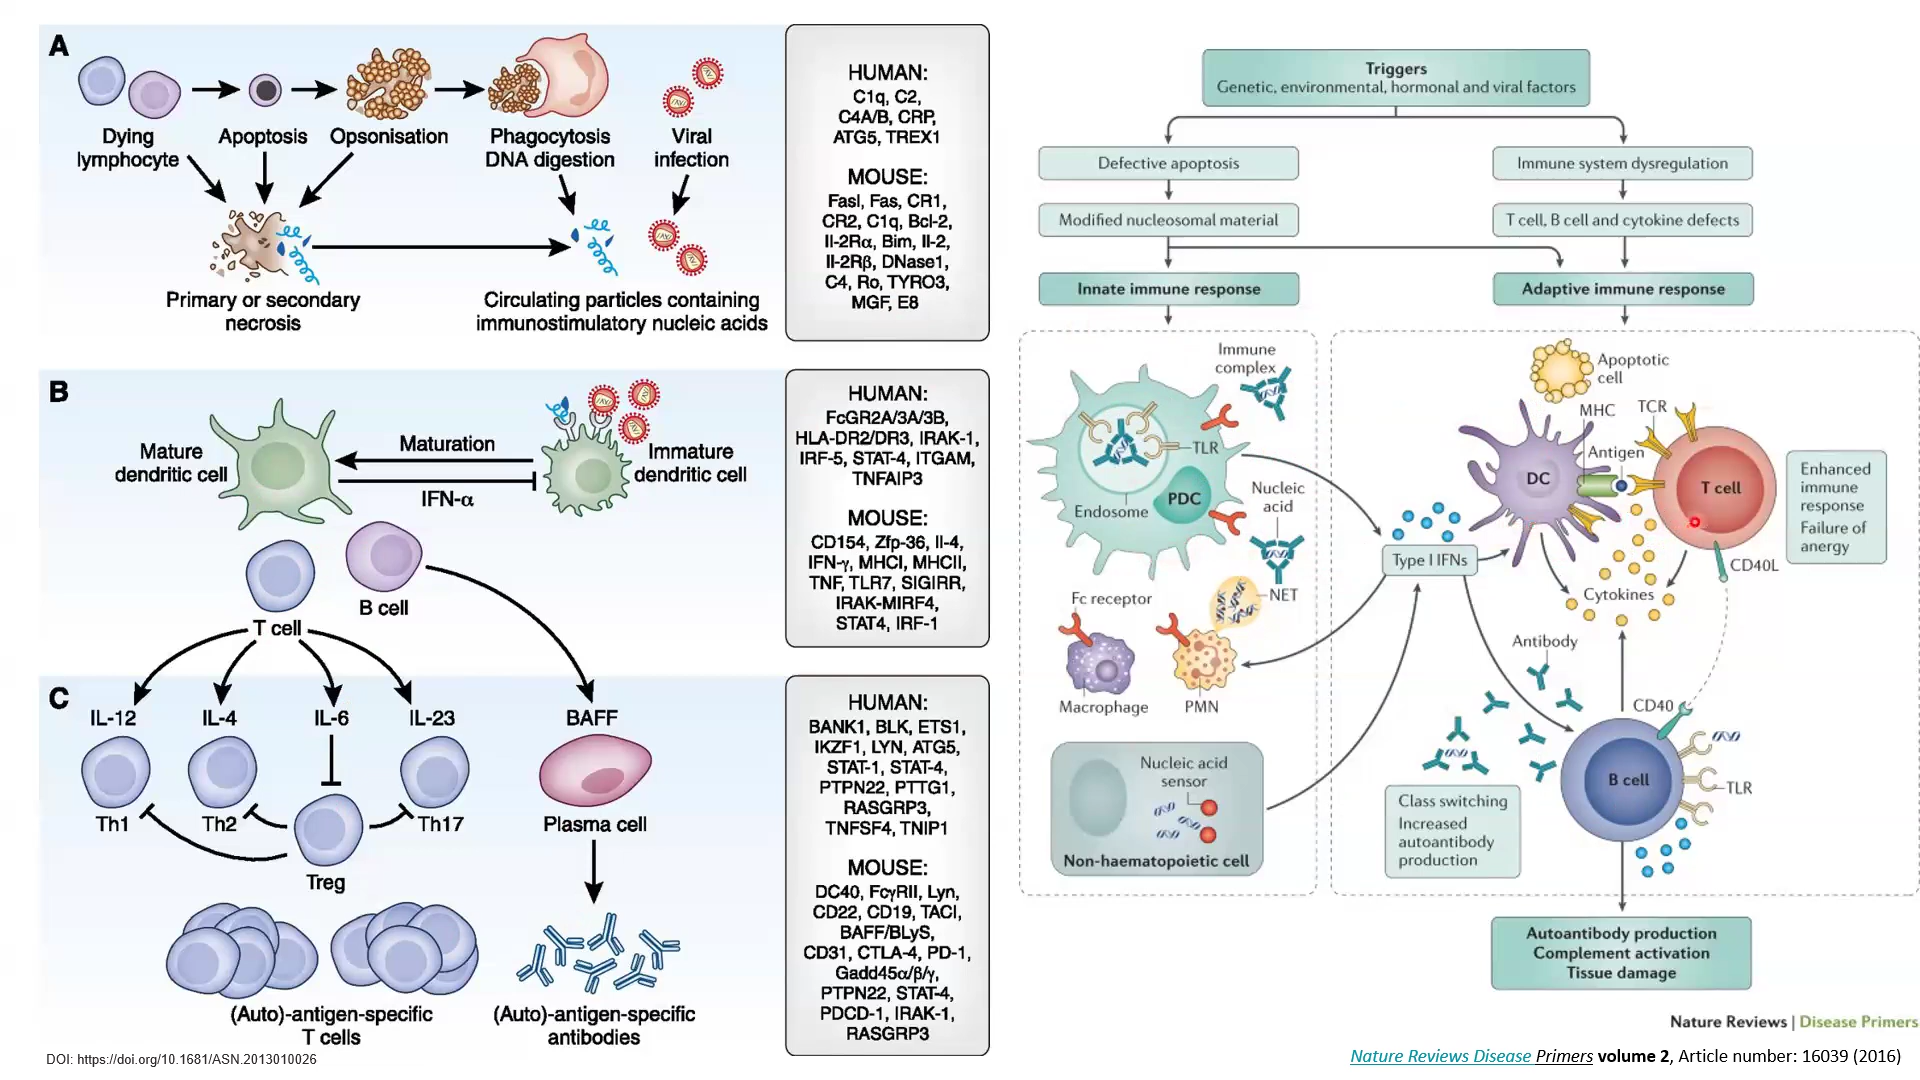 A
Dying
lymphocyte
Apoptosis
Opsonisation
Phagocytosis
DNA digestion
Viral
infection
Primary or secondary
necrosis
Circulating particles containing
immunostimulatory nucleic acids
HUMAN:
C1q, C2,
C4A/B, CRP,
ATG5, TREX1
MOUSE:
Fasl, Fas, CR1,
CR2, C1q, Bcl-2,
Il-2Rα, Bim, Il-2,
Il-2Rβ, DNase1,
C4, Ro, TYRO3,
MGF, E8
B
Mature
dendritic cell
Maturation
IFN-α
Immature
dendritic cell
B cell
T cell
HUMAN:
FcGR2A/3A/3B,
HLA-DR2/DR3, IRAK-1,
IRF-5, STAT-4, ITGAM,
TNFAIP3
MOUSE:
CD154, Zfp-36, Il-4,
IFN-γ, MHCI, MHCII,
TNF, TLR7, SIGIRR,
IRAK-MIRF4,
STAT4, IRF-1
C
IL-12
IL-4
IL-6
IL-23
BAFF
Th1
Th2
Th17
Treg
Plasma cell
(Auto)-antigen-specific
T cells
(Auto)-antigen-specific
antibodies
HUMAN:
BANK1, BLK, ETS1,
IKZF1, LYN, ATG5,
STAT-1, STAT-4,
PTPN22, PTTG1,
RASGRP3,
TNFSF4, TNIP1
MOUSE:
DC40, FcγRII, Lyn,
CD22, CD19, TACI,
BAFF/BLyS,
CD31, CTLA-4, PD-1,
Gadd45α/β/γ,
PTPN22, STAT-4,
PDCD-1, IRAK-1,
RASGRP3
DOI: https://doi.org/10.1681/ASN.2013010026
Triggers
Genetic, environmental, hormonal and viral factors
Defective apoptosis
Immune system dysregulation
Modified nucleosomal material
T cell, B cell and cytokine defects
Innate immune response
Adaptive immune response
Immune
complex
TLR
Endosome
PDC
Nucleic
acid
NET
Fc receptor
Macrophage
PMN
Nucleic acid
sensor
Non-haematopoietic cell
Type I IFNs
Apoptotic
cell
MHC
TCR
Antigen
DC
T cell
Enhanced
immune
response
Failure of
anergy
CD40L
Cytokines
Antibody
CD40
B cell
TLR
Class switching
Increased
autoantibody
production
Autoantibody production
Complement activation
Tissue damage
Nature Reviews | Disease Primers
Nature Reviews Disease Primers volume 2, Article number: 16039 (2016)